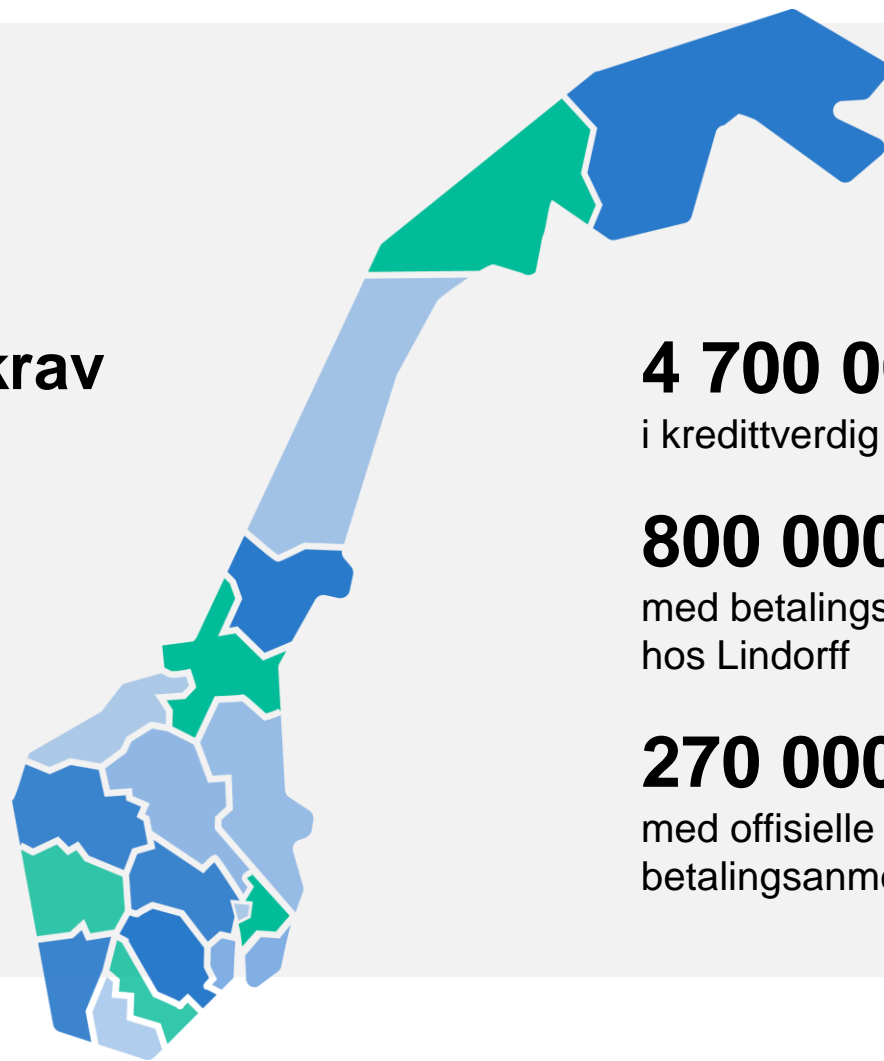 krav
4 700 0
i kredittverdig
800 000
med betalings
hos Lindorff
270 000
med offisielle
betalingsanm